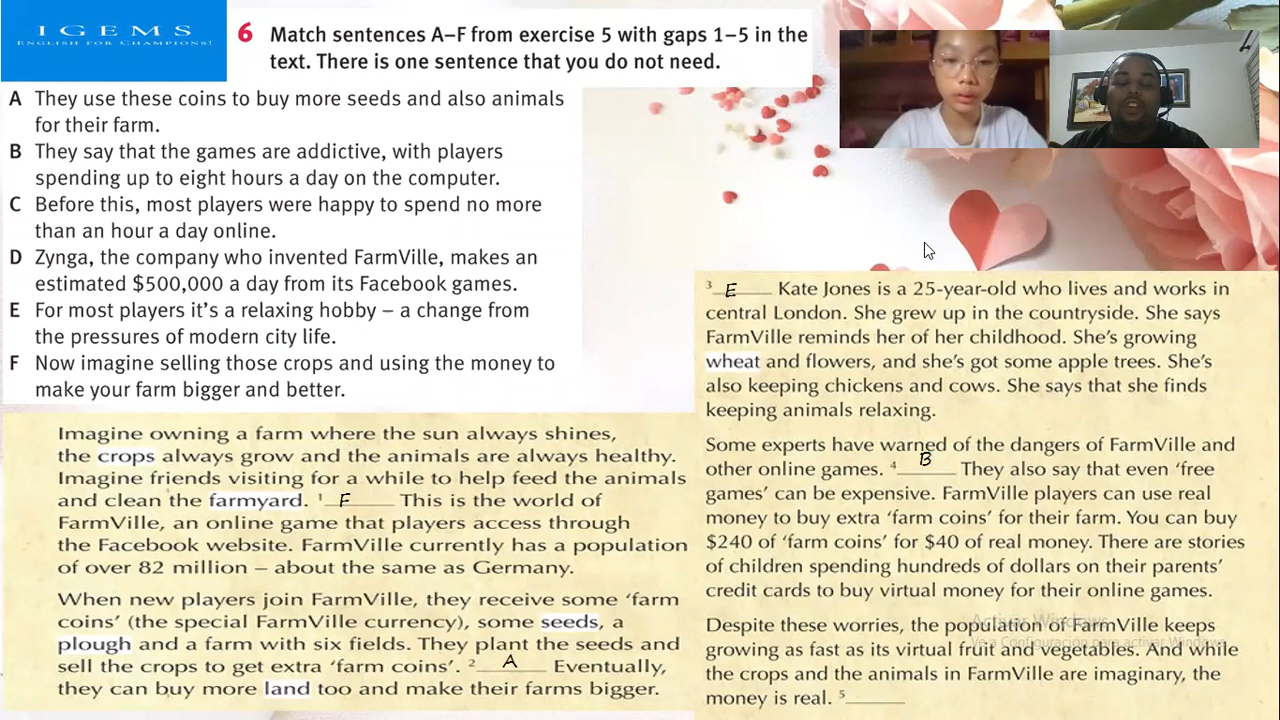 IGEMS
ENGLISH FOR CHAMPIONS!
6 Match sentences A–F from exercise 5 with gaps 1–5 in the
text. There is one sentence that you do not need.
A They use these coins to buy more seeds and also animals
for their farm.
B They say that the games are addictive, with players
spending up to eight hours a day on the computer.
C Before this, most players were happy to spend no more
than an hour a day online.
D Zynga, the company who invented FarmVille, makes an
estimated $500,000 a day from its Facebook games.
E For most players it's a relaxing hobby – a change from
the pressures of modern city life.
F Now imagine selling those crops and using the money to
make your farm bigger and better.
Imagine owning a farm where the sun always shines,
the crops always grow and the animals are always healthy.
Imagine friends visiting for a while to help feed the animals
and clean the farmyard. 1 F This is the world of
FarmVille, an online game that players access through
the Facebook website. FarmVille currently has a population
of over 82 million – about the same as Germany.
When new players join FarmVille, they receive some 'farm
coins' (the special FarmVille currency), some seeds, a
plough and a farm with six fields. They plant the seeds and
sell the crops to get extra 'farm coins'. 2 A Eventually,
they can buy more land too and make their farms bigger.
3 E Kate Jones is a 25-year-old who lives and works in
central London. She grew up in the countryside. She says
FarmVille reminds her of her childhood. She's growing
wheat and flowers, and she's got some apple trees. She's
also keeping chickens and cows. She says that she finds
keeping animals relaxing.
Some experts have warned of the dangers of FarmVille and
other online games. 4 B They also say that even 'free
games' can be expensive. FarmVille players can use real
money to buy extra 'farm coins' for their farm. You can buy
$240 of 'farm coins' for $40 of real money. There are stories
of children spending hundreds of dollars on their parents'
credit cards to buy virtual money for their online games.
Despite these worries, the population of FarmVille keeps
growing as fast as its virtual fruit and vegetables. And while
the crops and the animals in FarmVille are imaginary, the
money is real. 5
Activar Windows
Ve a Configuración para activar Windows.